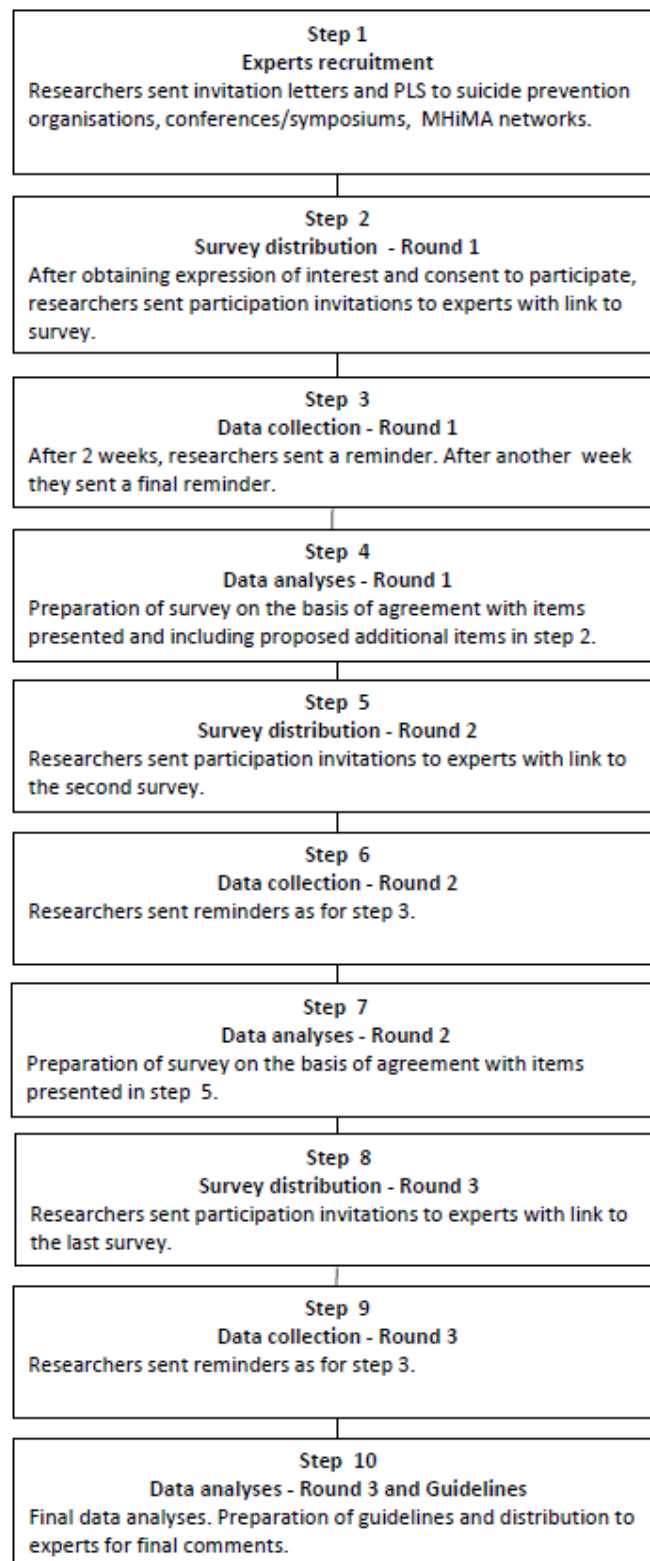 Step 1
Experts recruitment
Researchers sent invitation letters and PLS to suicide prevention
organisations, conferences/symposiums, MHiMA networks.
Step 2
Survey distribution - Round 1
After obtaining expression of interest and consent to participate,
researchers sent participation invitations to experts with link to
survey.
Step 3
Data collection - Round 1
After 2 weeks, researchers sent a reminder. After another week
they sent a final reminder.
Step 4
Data analyses - Round 1
Preparation of survey on the basis of agreement with items
presented and including proposed additional items in step 2.
Step 5
Survey distribution - Round 2
Researchers sent participation invitations to experts with link to
the second survey.
Step 6
Data collection - Round 2
Researchers sent reminders as for step 3.
Step 7
Data analyses - Round 2
Preparation of survey on the basis of agreement with items
presented in step 5.
Step 8
Survey distribution - Round 3
Researchers sent participation invitations to experts with link to
the last survey.
Step 9
Data collection - Round 3
Researchers sent reminders as for step 3.
Step 10
Data analyses - Round 3 and Guidelines
Final data analyses. Preparation of guidelines and distribution to
experts for final comments.